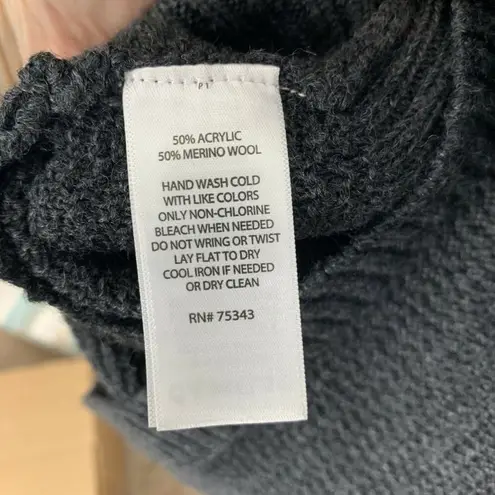 50% ACRYLIC
50% MERINO WOOL
HAND WASH COLD
WITH LIKE COLORS
ONLY NON-CHLORINE
BLEACH WHEN NEEDED
DO NOT WRING OR TWIST
LAY FLAT TO DRY
COOL IRON IF NEEDED
OR DRY CLEAN
RN# 75343